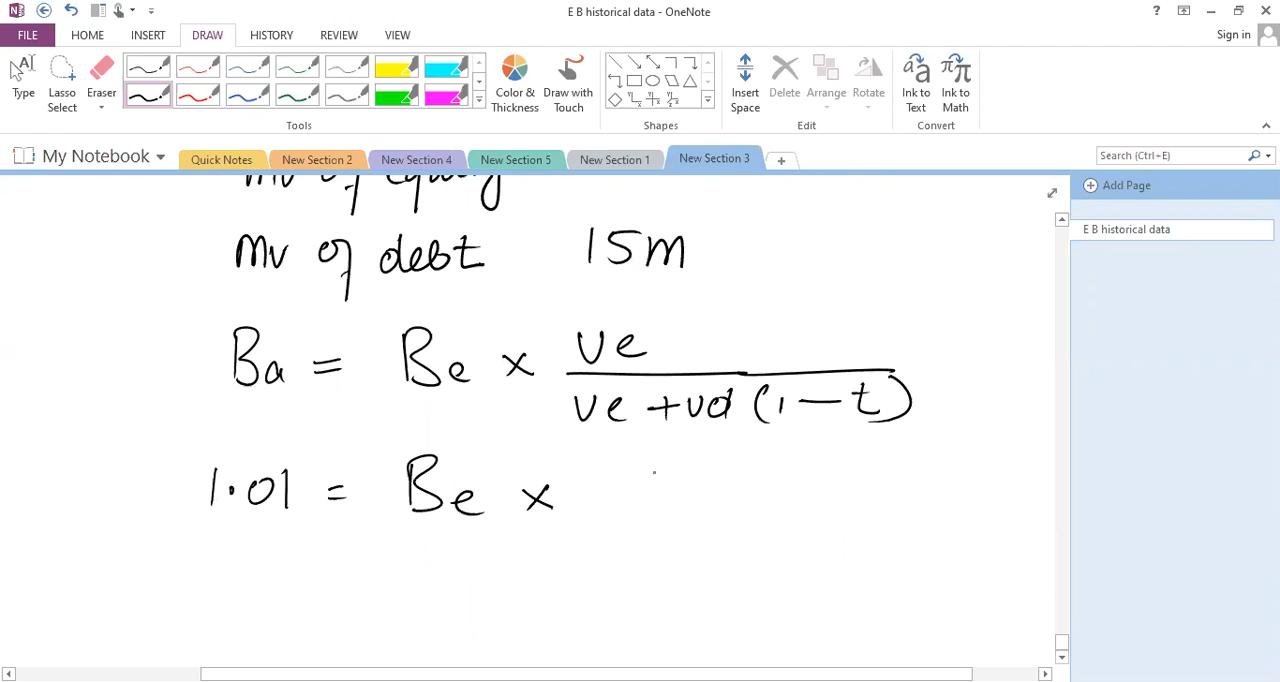 E B historical data - OneNote
? 
FILE HOME INSERT DRAW HISTORY REVIEW VIEW Sign in
Type Lasso Select Eraser Color & Thickness Draw with Touch Insert Space Delete Arrange Rotate Ink to Text Ink to Math
Tools Shapes Edit Convert
My Notebook Quick Notes New Section 2 New Section 4 New Section 5 New Section 1 New Section 3 Search (Ctrl+E)
Add Page
E B historical data
mv of equity
mv of debt 15m
Ba = Be × ve / ve + vd (1 - t)
1.01 = Be ×